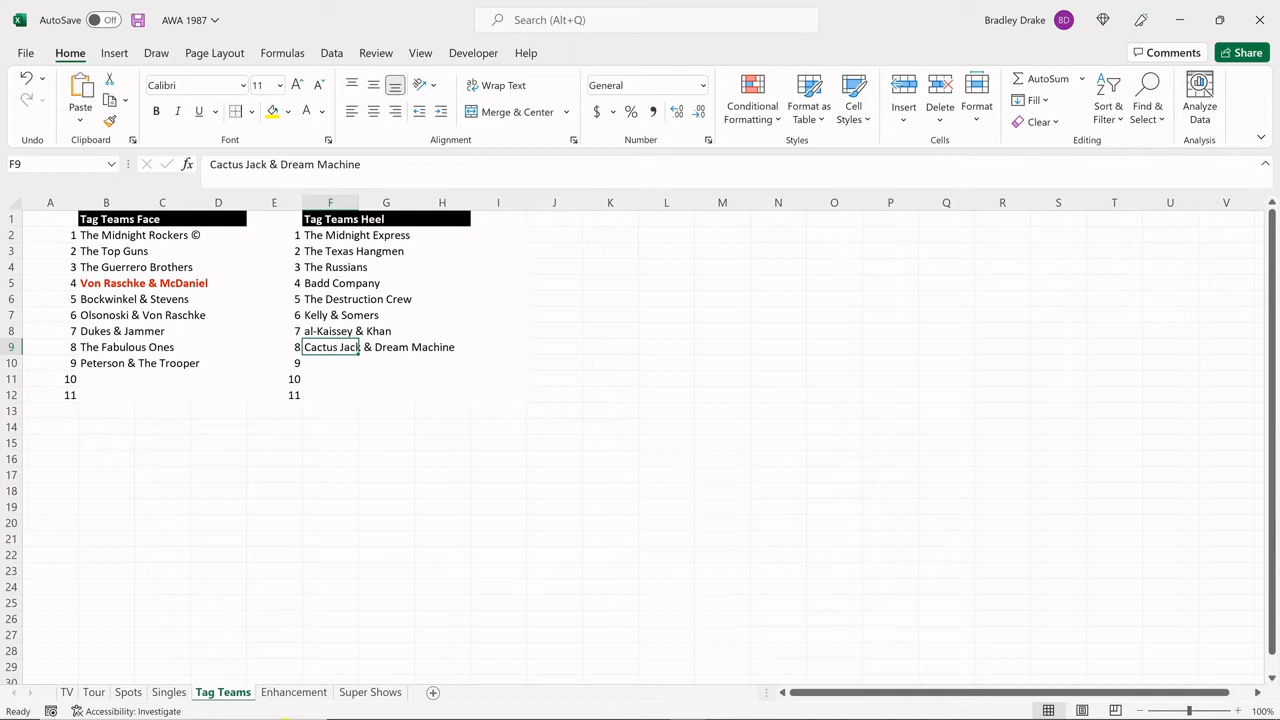 AutoSave Off AWA 1987 Search (Alt+Q) Bradley Drake BD
File Home Insert Draw Page Layout Formulas Data Review View Developer Help Comments Share
Calibri 11 Wrap Text General AutoSum
Paste B I U Merge & Center $ % Conditional Formatting Format as Table Cell Styles Insert Delete Format Fill Clear Sort & Filter Find & Select Analyze Data
Undo Clipboard Font Alignment Number Styles Cells Editing Analysis
F9 fx Cactus Jack & Dream Machine
A B C D E F G H I J K L M N O P Q R S T U V
1 Tag Teams Face Tag Teams Heel
2 1 The Midnight Rockers © 1 The Midnight Express
3 2 The Top Guns 2 The Texas Hangmen
4 3 The Guerrero Brothers 3 The Russians
5 4 Von Raschke & McDaniel 4 Badd Company
6 5 Bockwinkel & Stevens 5 The Destruction Crew
7 6 Olsonoski & Von Raschke 6 Kelly & Somers
8 7 Dukes & Jammer 7 al-Kaissey & Khan
9 8 The Fabulous Ones 8 Cactus Jack & Dream Machine
10 9 Peterson & The Trooper 9
11 10 10
12 11 11
13
14
15
16
17
18
19
20
21
22
23
24
25
26
27
28
29
30
TV Tour Spots Singles Tag Teams Enhancement Super Shows
Ready Accessibility: Investigate 100%